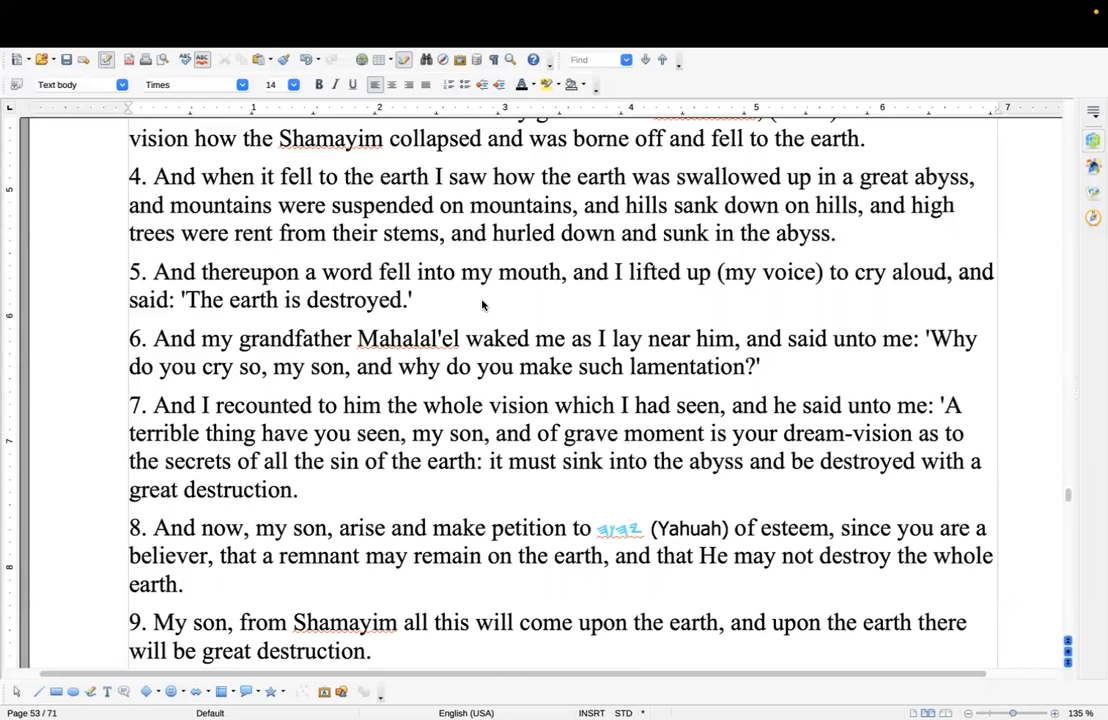 Text body
Times
14
B I U
Find
1 2 3 4 5 6 7
vision how the Shamayim collapsed and was borne off and fell to the earth.
4. And when it fell to the earth I saw how the earth was swallowed up in a great abyss,
and mountains were suspended on mountains, and hills sank down on hills, and high
trees were rent from their stems, and hurled down and sunk in the abyss.
5. And thereupon a word fell into my mouth, and I lifted up (my voice) to cry aloud, and
said: 'The earth is destroyed.'
6. And my grandfather Mahalal'el waked me as I lay near him, and said unto me: 'Why
do you cry so, my son, and why do you make such lamentation?'
7. And I recounted to him the whole vision which I had seen, and he said unto me: 'A
terrible thing have you seen, my son, and of grave moment is your dream-vision as to
the secrets of all the sin of the earth: it must sink into the abyss and be destroyed with a
great destruction.
8. And now, my son, arise and make petition to 𐤉𐤄𐤅𐤄 (Yahuah) of esteem, since you are a
believer, that a remnant may remain on the earth, and that He may not destroy the whole
earth.
9. My son, from Shamayim all this will come upon the earth, and upon the earth there
will be great destruction.
5
6
7
8
Page 53 / 71
Default
English (USA)
INSRT
STD
*
135 %